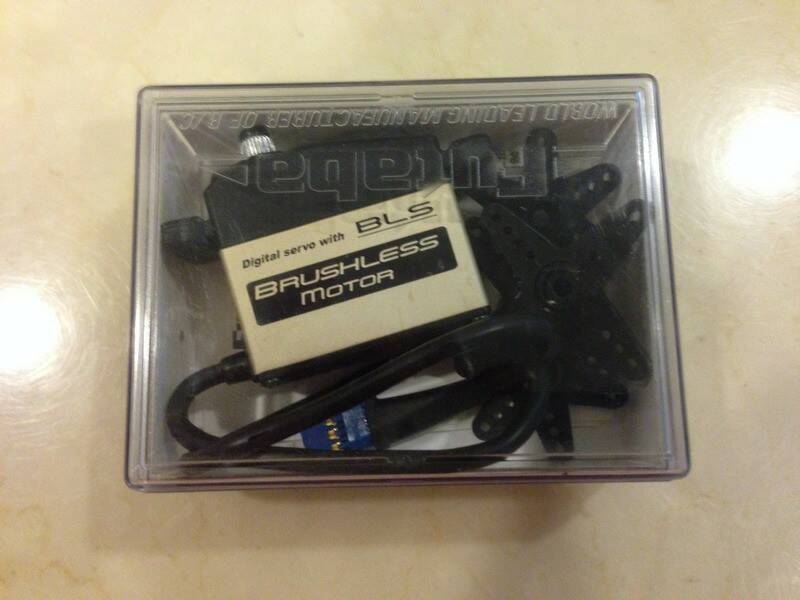 WORLD LEADING MANUFACTURER OF R/C
Futaba
Digital servo with BLS
BRUSHLESS
MOTOR